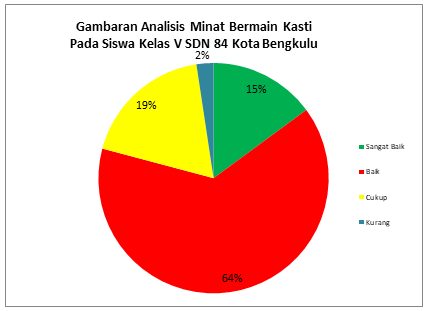 Gambaran Analisis Minat Bermain Kasti
Pada Siswa Kelas V SDN 84 Kota Bengkulu
2%
15%
19%
64%
Sangat Baik
Baik
Cukup
Kurang